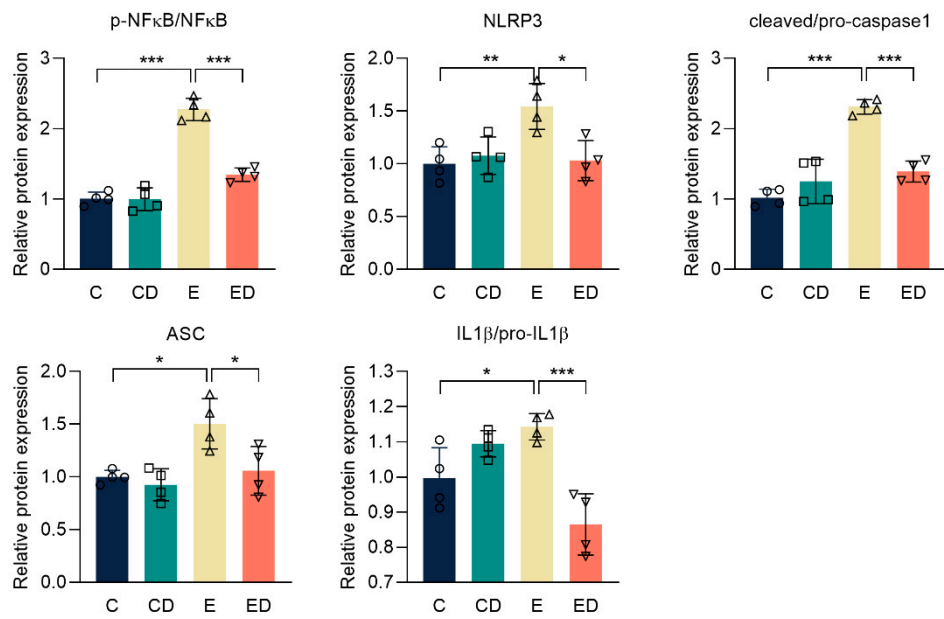 p-NFκB/NFκB
Relative protein expression
3
2
1
0
***
***
C CD E ED
NLRP3
Relative protein expression
2.0
1.5
1.0
0.5
0.0
**
*
C CD E ED
cleaved/pro-caspase1
Relative protein expression
3
2
1
0
***
***
C CD E ED
ASC
Relative protein expression
2.0
1.5
1.0
0.5
0.0
*
*
C CD E ED
IL1β/pro-IL1β
Relative protein expression
1.3
1.2
1.1
1.0
0.9
0.8
0.7
*
***
C CD E ED